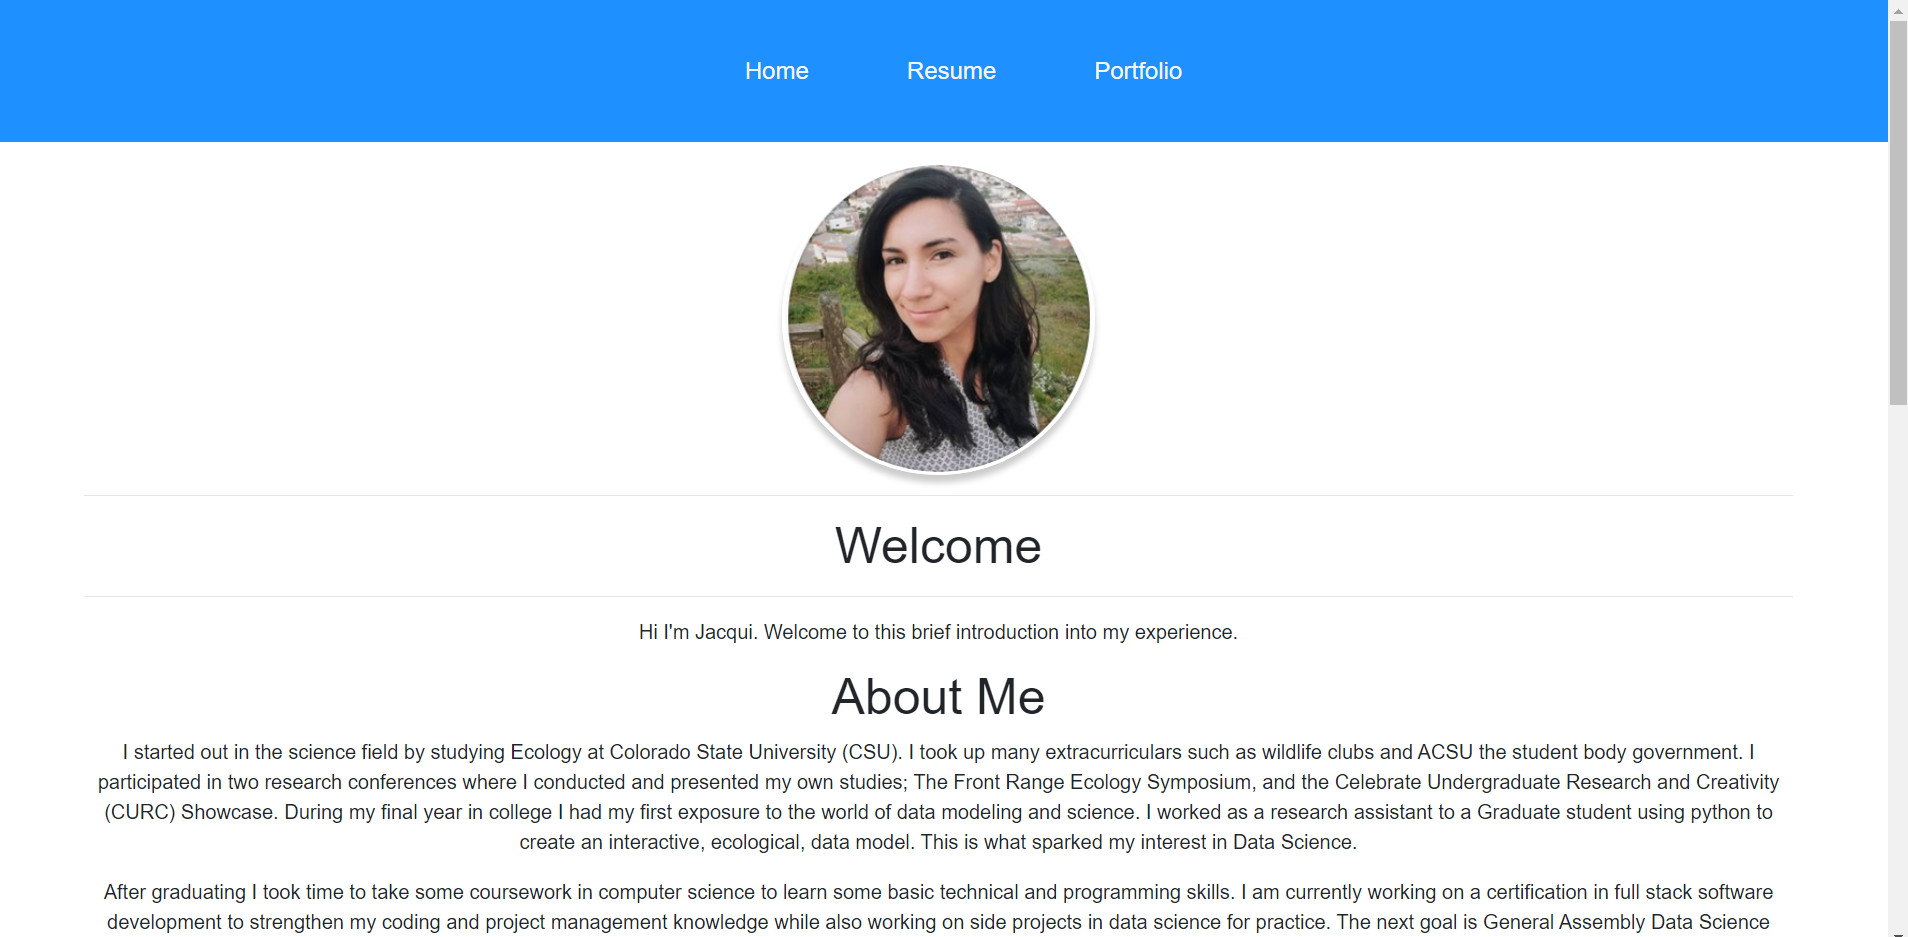 Home Resume Portfolio
Welcome
Hi I'm Jacqui. Welcome to this brief introduction into my experience.
About Me
I started out in the science field by studying Ecology at Colorado State University (CSU). I took up many extracurriculars such as wildlife clubs and ACSU the student body government. I
participated in two research conferences where I conducted and presented my own studies; The Front Range Ecology Symposium, and the Celebrate Undergraduate Research and Creativity
(CURC) Showcase. During my final year in college I had my first exposure to the world of data modeling and science. I worked as a research assistant to a Graduate student using python to
create an interactive, ecological, data model. This is what sparked my interest in Data Science.
After graduating I took time to take some coursework in computer science to learn some basic technical and programming skills. I am currently working on a certification in full stack software
development to strengthen my coding and project management knowledge while also working on side projects in data science for practice. The next goal is General Assembly Data Science